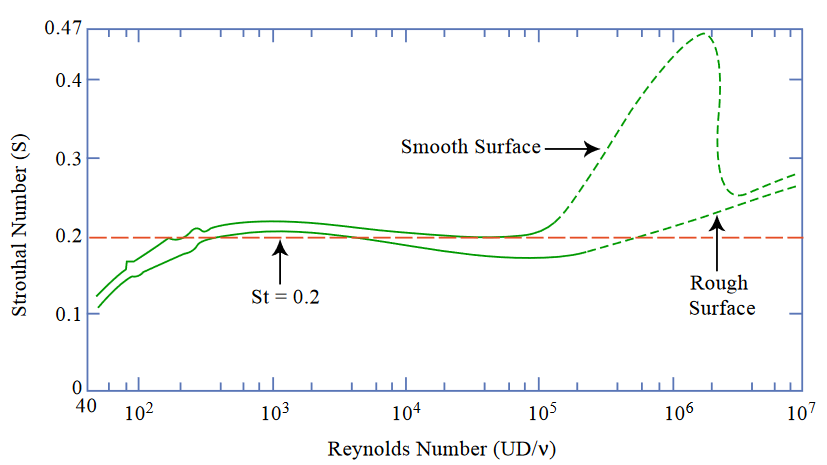 0.47
0.4
0.3
0.2
0.1
0
Strouhal Number (S)
Smooth Surface
St = 0.2
Rough
Surface
40 10² 10³ 10⁴ 10⁵ 10⁶ 10⁷
Reynolds Number (UD/ν)